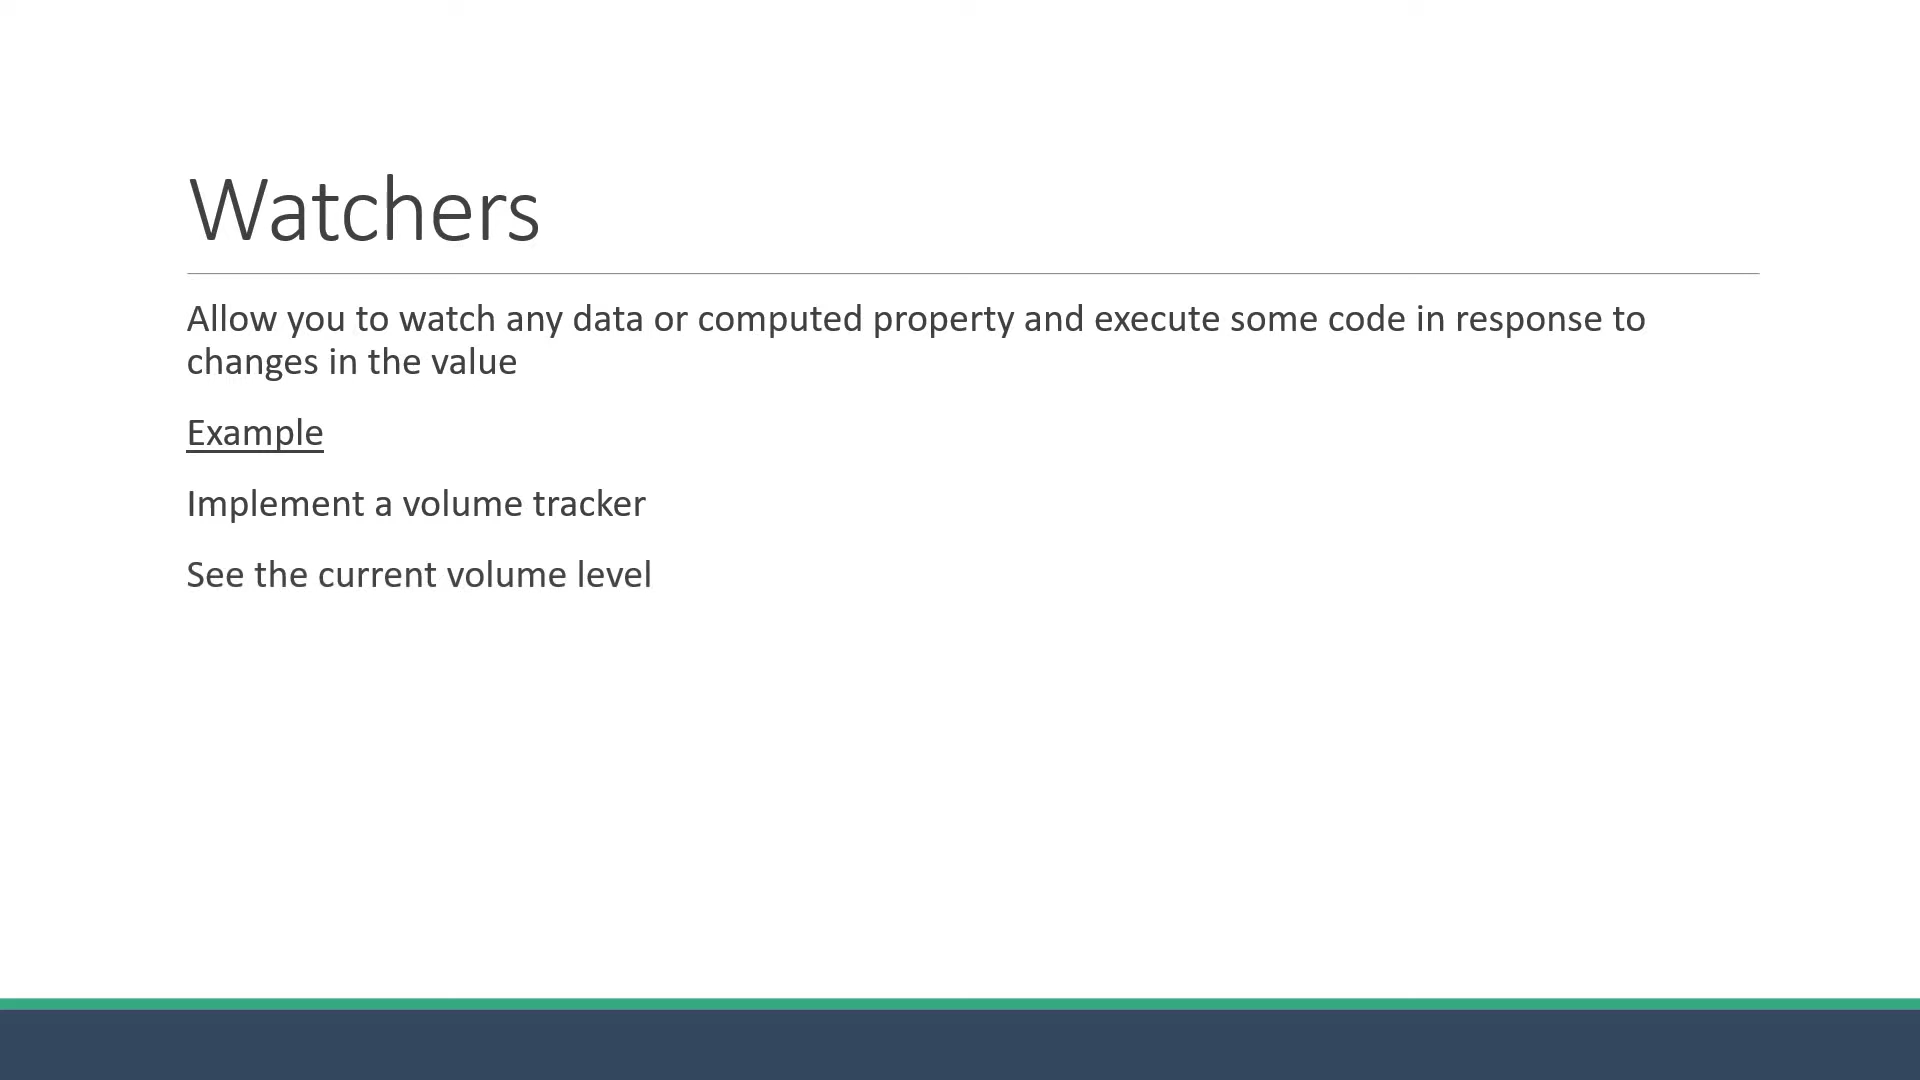 Watchers
Allow you to watch any data or computed property and execute some code in response to
changes in the value
Example
Implement a volume tracker
See the current volume level